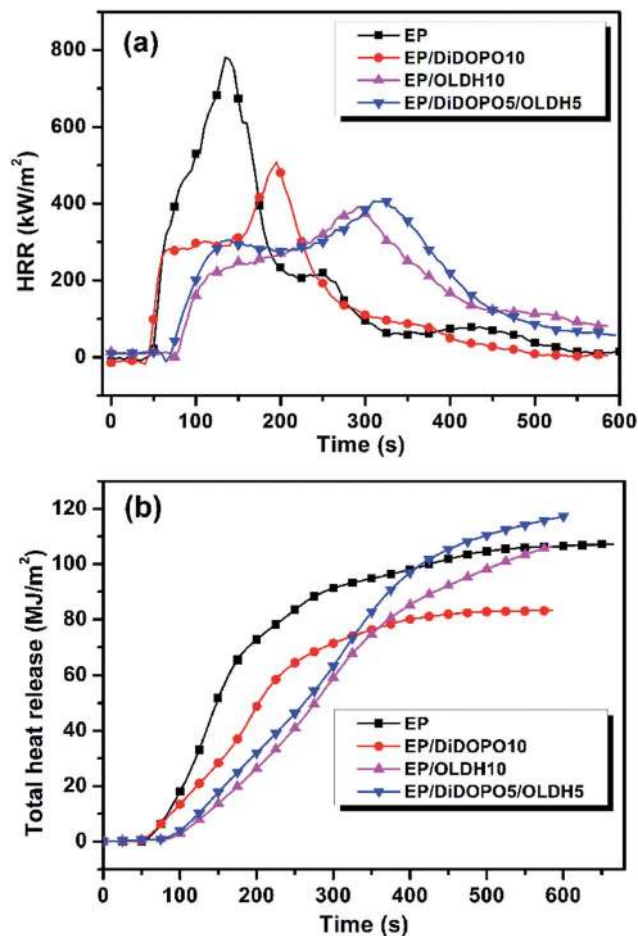 (a)
EP
EP/DiDOPO10
EP/OLDH10
EP/DiDOPO5/OLDH5
HRR (kW/m²)
800
600
400
200
0
0 100 200 300 400 500 600
Time (s)
(b)
Total heat release (MJ/m²)
120
100
80
60
40
20
0
EP
EP/DiDOPO10
EP/OLDH10
EP/DiDOPO5/OLDH5
0 100 200 300 400 500 600
Time (s)